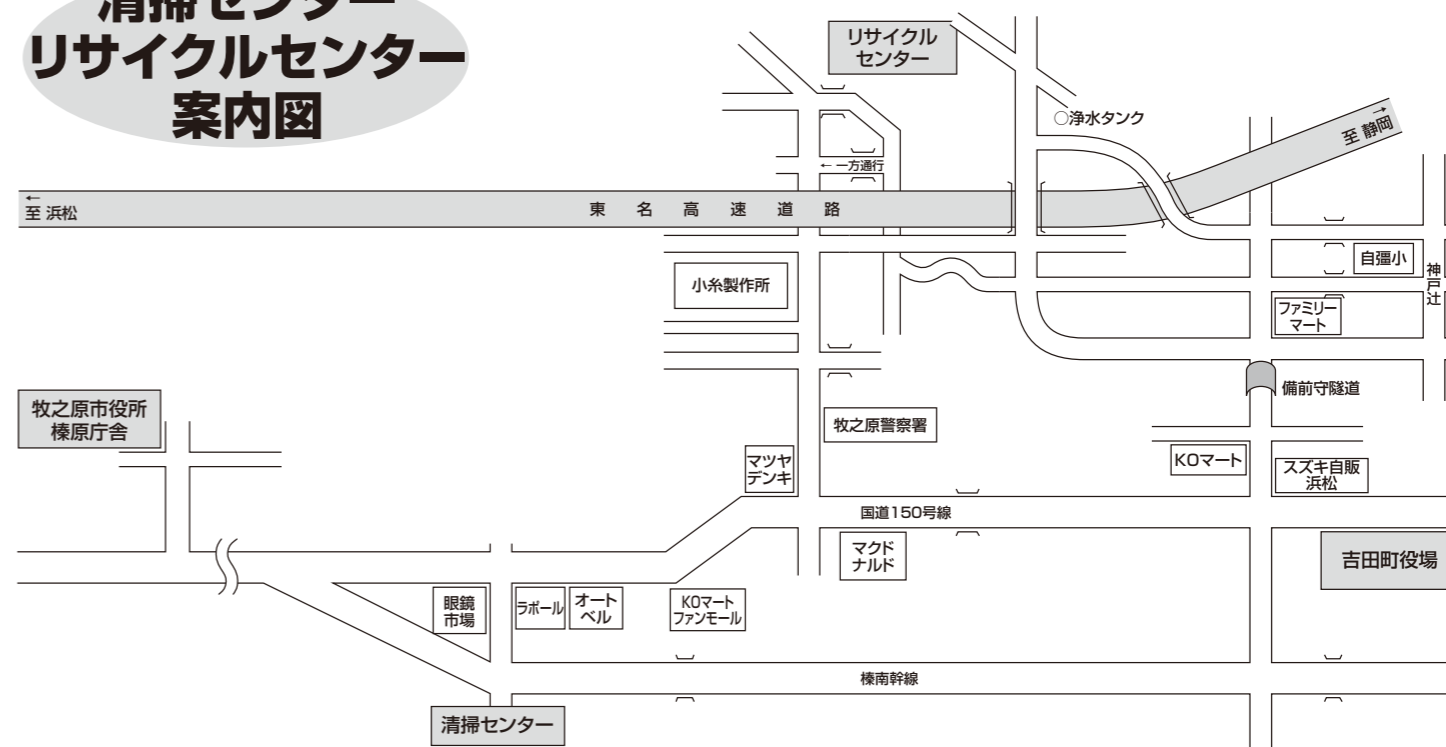 清掃センター
リサイクルセンター
案内図
リサイクル
センター
○浄水タンク
→
至 静岡
← 一方通行
←
至 浜松
東名高速道路
自彊小
神戸辻
小糸製作所
ファミリー
マート
備前守隧道
牧之原市役所
榛原庁舎
牧之原警察署
マツヤ
デンキ
KOマート
スズキ自販
浜松
国道150号線
マクド
ナルド
吉田町役場
眼鏡
市場
ラポール
オート
ベル
KOマート
ファンモール
榛南幹線
清掃センター